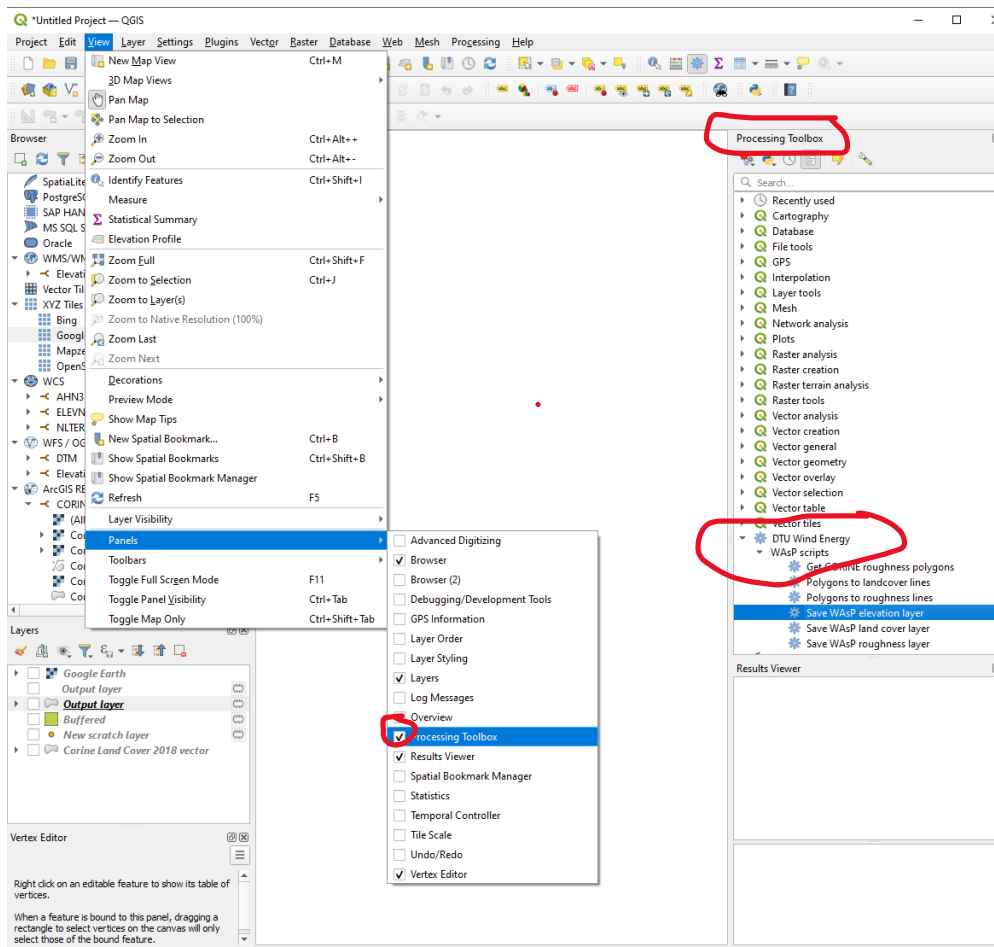 *Untitled Project — QGIS
Project Edit View Layer Settings Plugins Vector Raster Database Web Mesh Processing Help
New Map View Ctrl+M
3D Map Views
Pan Map
Pan Map to Selection
Zoom In Ctrl+Alt++
Zoom Out Ctrl+Alt+-
Identify Features Ctrl+Shift+I
Measure
Statistical Summary
Elevation Profile
Zoom Full Ctrl+Shift+F
Zoom to Selection Ctrl+J
Zoom to Layer(s)
Zoom to Native Resolution (100%)
Zoom Last
Zoom Next
Decorations
Preview Mode
Show Map Tips
New Spatial Bookmark... Ctrl+B
Show Spatial Bookmarks Ctrl+Shift+B
Show Spatial Bookmark Manager
Refresh F5
Layer Visibility
Panels
Toolbars
Toggle Full Screen Mode F11
Toggle Panel Visibility Ctrl+Tab
Toggle Map Only Ctrl+Shift+Tab
Advanced Digitizing
Browser
Browser (2)
Debugging/Development Tools
GPS Information
Layer Order
Layer Styling
Layers
Log Messages
Overview
Processing Toolbox
Results Viewer
Spatial Bookmark Manager
Statistics
Temporal Controller
Tile Scale
Undo/Redo
Vertex Editor
Browser
SpatiaLite
PostgreS
SAP HAN
MS SQL S
Oracle
WMS/WM
Elevati
Vector Til
XYZ Tiles
Bing
Googl
Mapze
OpenS
WCS
AHN3
ELEVN
NLTER
WFS / OG
DTM
Elevati
ArcGIS RE
CORIN
(All
Cor
Cor
Cor
Cor
Cor
Layers
Google Earth
Output layer
Output layer
Buffered
New scratch layer
Corine Land Cover 2018 vector
Vertex Editor
Right click on an editable feature to show its table of
vertices.
When a feature is bound to this panel, dragging a
rectangle to select vertices on the canvas will only
select those of the bound feature.
Processing Toolbox
Search...
Recently used
Cartography
Database
File tools
GPS
Interpolation
Layer tools
Mesh
Network analysis
Plots
Raster analysis
Raster creation
Raster terrain analysis
Raster tools
Vector analysis
Vector creation
Vector general
Vector geometry
Vector overlay
Vector selection
Vector table
Vector tiles
DTU Wind Energy
WAsP scripts
Get CORINE roughness polygons
Polygons to landcover lines
Polygons to roughness lines
Save WAsP elevation layer
Save WAsP land cover layer
Save WAsP roughness layer
Results Viewer